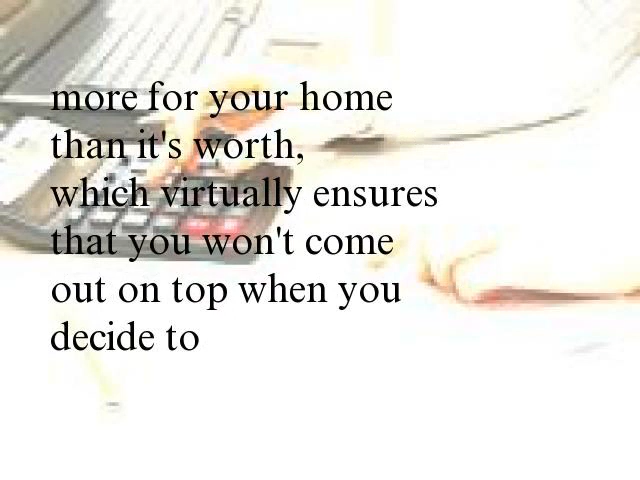 more for your home
than it's worth,
which virtually ensures
that you won't come
out on top when you
decide to